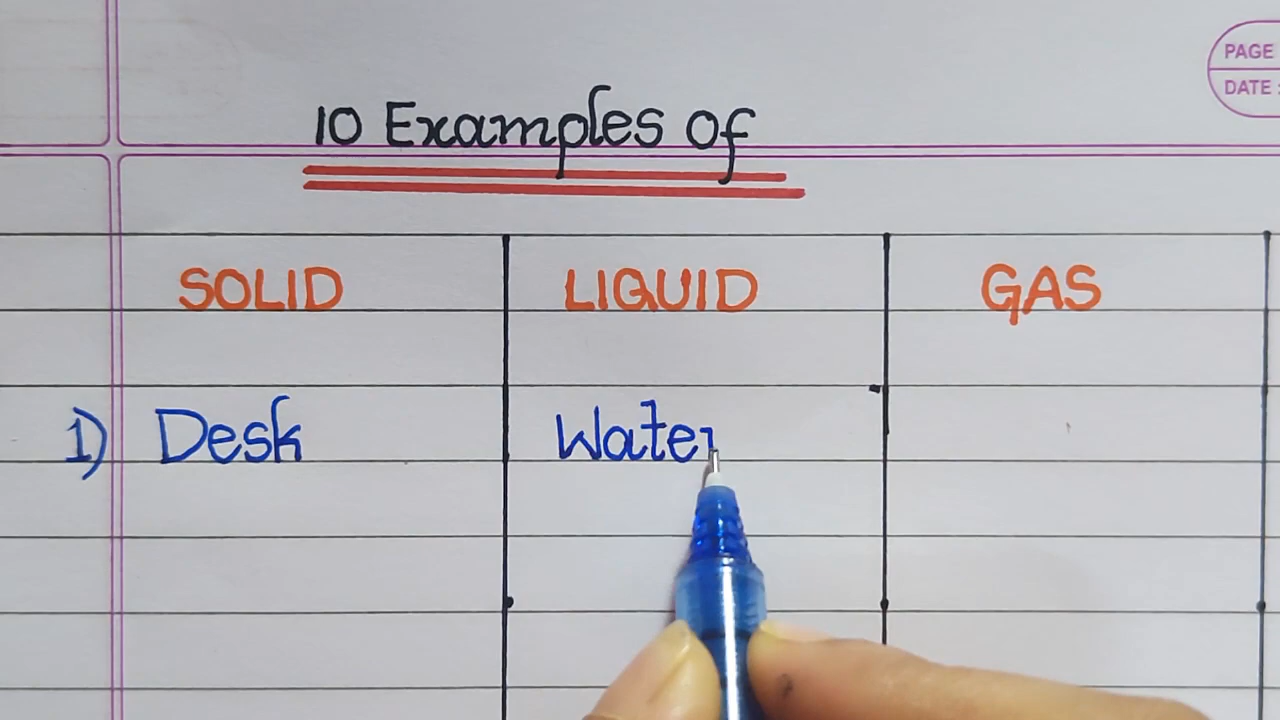 PAGE
DATE :
10 Examples of
SOLID LIQUID GAS
1) Desk Water